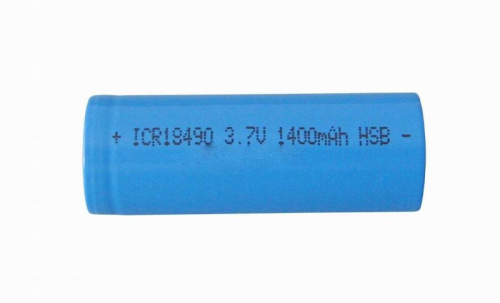 + ICR18490 3.7V 1400mAh HSB -